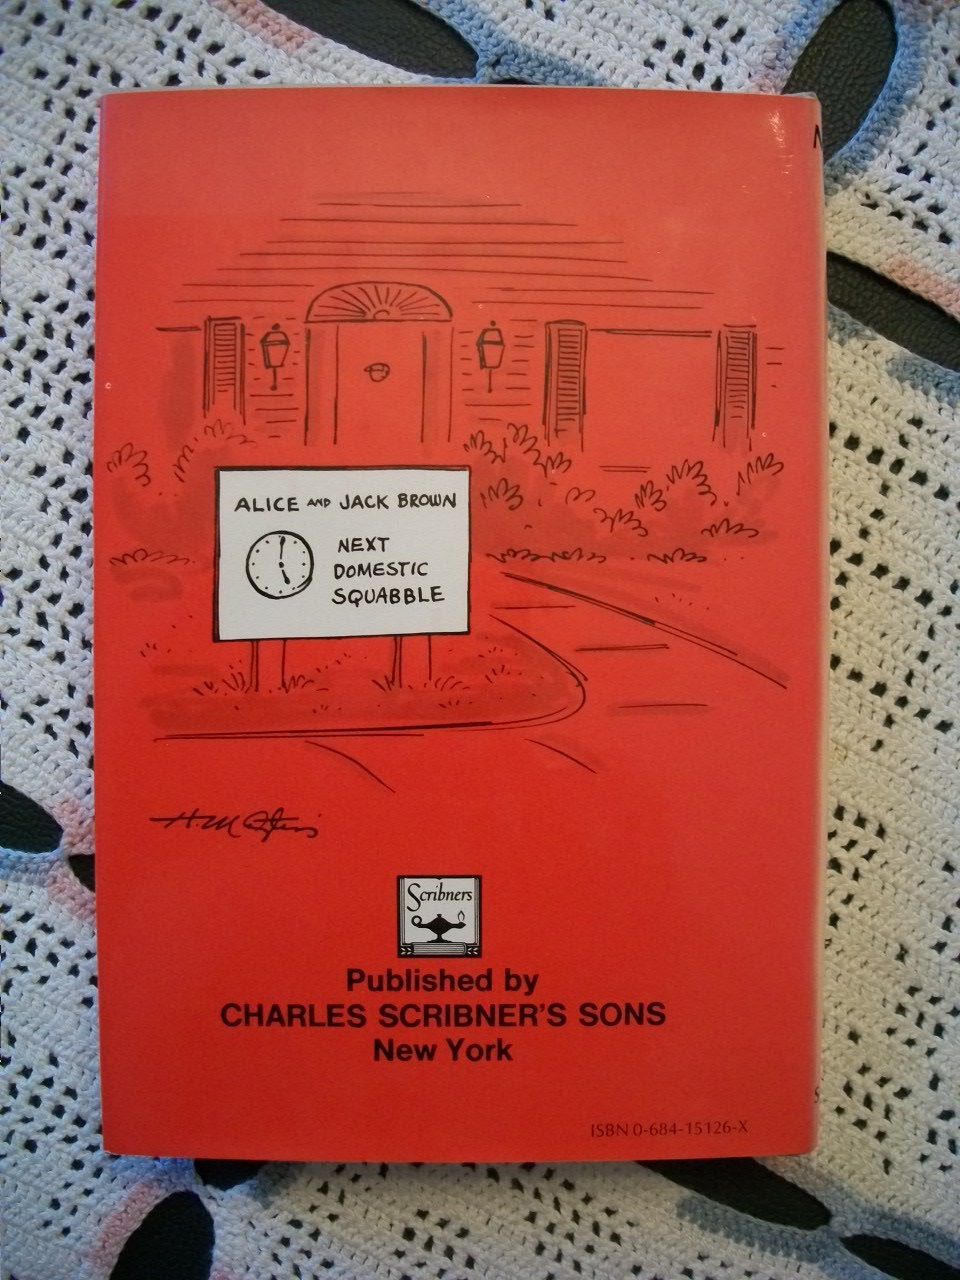 ALICE AND JACK BROWN
NEXT
DOMESTIC
SQUABBLE
Scribners
Published by
CHARLES SCRIBNER'S SONS
New York
ISBN 0-684-15126-X